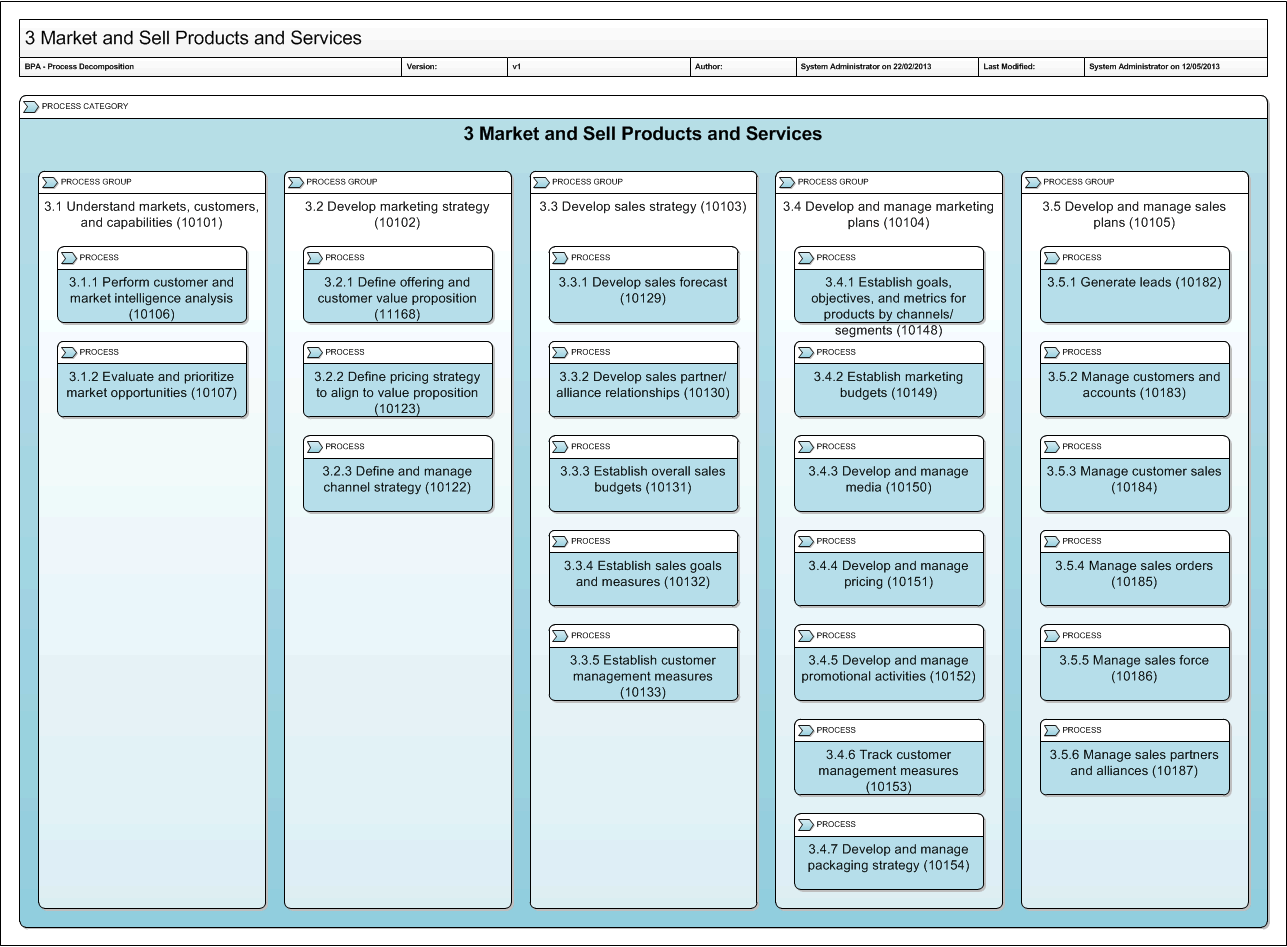 3 Market and Sell Products and Services
BPA - Process Decomposition
Version:
v1
Author:
System Administrator on 22/02/2013
Last Modified:
System Administrator on 12/05/2013
PROCESS CATEGORY
3 Market and Sell Products and Services
PROCESS GROUP
3.1 Understand markets, customers,
and capabilities (10101)
PROCESS
3.1.1 Perform customer and
market intelligence analysis
(10106)
PROCESS
3.1.2 Evaluate and prioritize
market opportunities (10107)
PROCESS GROUP
3.2 Develop marketing strategy
(10102)
PROCESS
3.2.1 Define offering and
customer value proposition
(11168)
PROCESS
3.2.2 Define pricing strategy
to align to value proposition
(10123)
PROCESS
3.2.3 Define and manage
channel strategy (10122)
PROCESS GROUP
3.3 Develop sales strategy (10103)
PROCESS
3.3.1 Develop sales forecast
(10129)
PROCESS
3.3.2 Develop sales partner/
alliance relationships (10130)
PROCESS
3.3.3 Establish overall sales
budgets (10131)
PROCESS
3.3.4 Establish sales goals
and measures (10132)
PROCESS
3.3.5 Establish customer
management measures
(10133)
PROCESS GROUP
3.4 Develop and manage marketing
plans (10104)
PROCESS
3.4.1 Establish goals,
objectives, and metrics for
products by channels/
segments (10148)
PROCESS
3.4.2 Establish marketing
budgets (10149)
PROCESS
3.4.3 Develop and manage
media (10150)
PROCESS
3.4.4 Develop and manage
pricing (10151)
PROCESS
3.4.5 Develop and manage
promotional activities (10152)
PROCESS
3.4.6 Track customer
management measures
(10153)
PROCESS
3.4.7 Develop and manage
packaging strategy (10154)
PROCESS GROUP
3.5 Develop and manage sales
plans (10105)
PROCESS
3.5.1 Generate leads (10182)
PROCESS
3.5.2 Manage customers and
accounts (10183)
PROCESS
3.5.3 Manage customer sales
(10184)
PROCESS
3.5.4 Manage sales orders
(10185)
PROCESS
3.5.5 Manage sales force
(10186)
PROCESS
3.5.6 Manage sales partners
and alliances (10187)